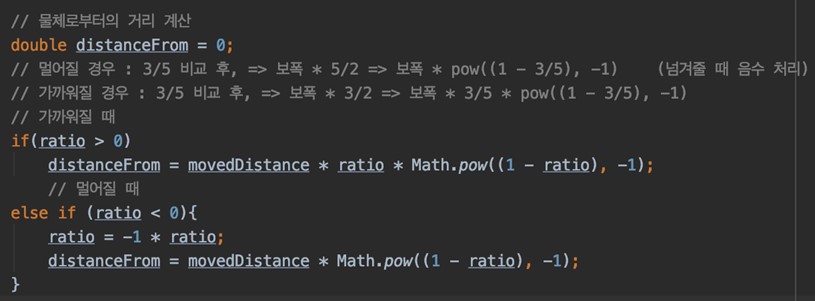 // 물체로부터의 거리 계산
double distanceFrom = 0;
// 멀어질 경우 : 3/5 비교 후, => 보폭 * 5/2 => 보폭 * pow((1 - 3/5), -1)    (넘겨줄 때 음수 처리)
// 가까워질 경우 : 3/5 비교 후, => 보폭 * 3/2 => 보폭 * 3/5 * pow((1 - 3/5), -1)
// 가까워질 때
if(ratio > 0)
    distanceFrom = movedDistance * ratio * Math.pow((1 - ratio), -1);
    // 멀어질 때
else if (ratio < 0){
    ratio = -1 * ratio;
    distanceFrom = movedDistance * Math.pow((1 - ratio), -1);
}